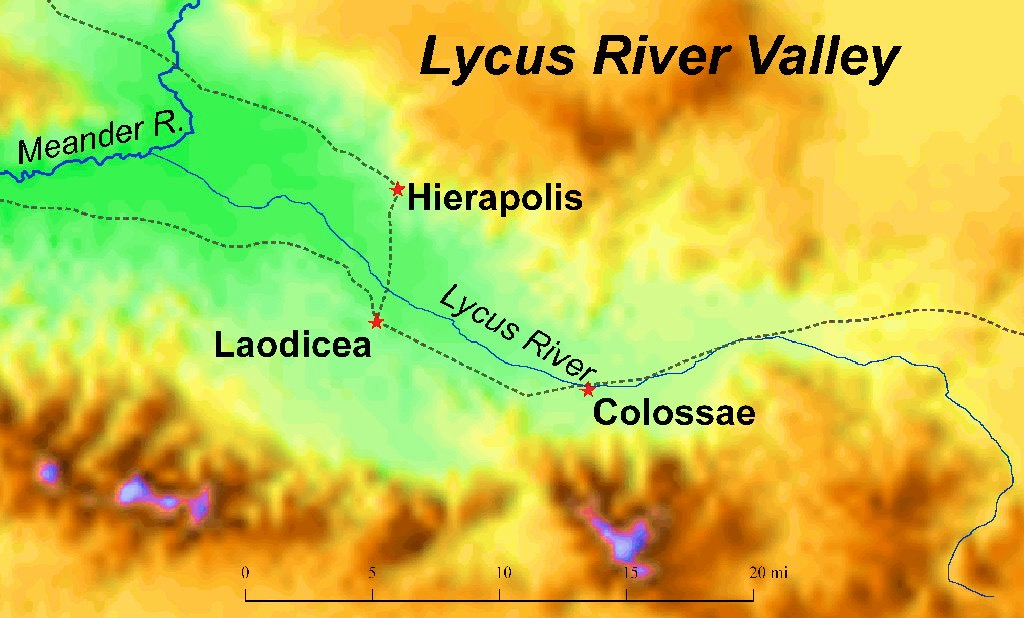 Lycus River Valley
Meander R.
Hierapolis
Lycus River
Laodicea
Colossae
0 5 10 15 20 mi